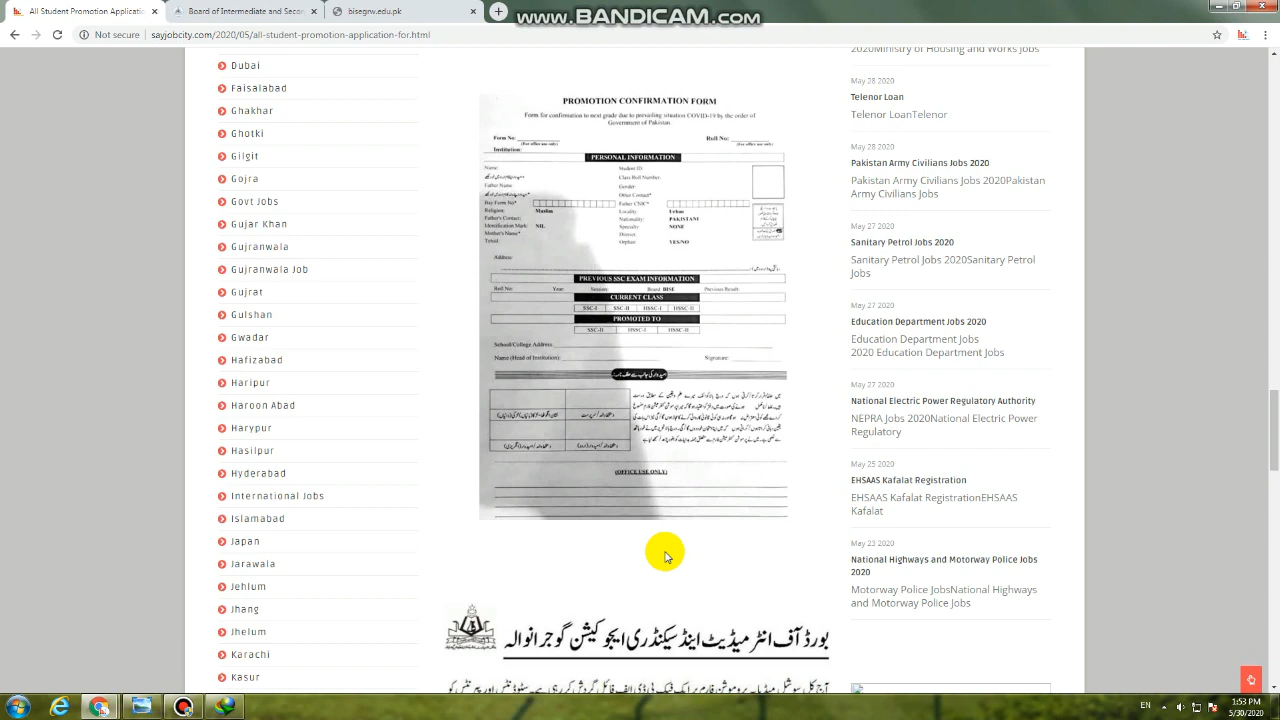 www.BANDICAM.com
All Student Promotion Applicatio
Board of Intermediate and Secon
bisegrw.edu.pk
Not secure
sayjobcity.com/2020/05/all-student-promotion-application-for.html
Dubai
Faisalabad
Ghakhar
Ghotki
Gilgit
Gojra
Govt Jobs
Gujar Khan
Gujranwala
Gujranwala Job
Gujrat
Gwadar
Hafizabad
Haripur
Haroon Abad
Harypur
Hasilpur
Hyderabad
International Jobs
Islamabad
Japan
Jaranwala
Jehlum
Jhang
Jhelum
Karachi
Kasur
PROMOTION CONFIRMATION FORM
Form for confirmation to next grade due to prevailing situation COVID-19 by the order of
Government of Pakistan
Form No:
Roll No:
(For office use only)
(For office use only)
Institution:
PERSONAL INFORMATION
Name:
Student ID:
Class Roll Number:
Father Name:
Gender:
Other Contact*
Bay Form No*
Father CNIC*
Religion: Muslim
Locality: Urban
Father's Contact:
Nationality: PAKISTANI
Identification Mark: NIL
Specialty: NONE
Mother's Name*
District:
Tehsil:
Orphan YES/NO
Address:
PREVIOUS SSC EXAM INFORMATION
Roll No: Year: Session: Board BISE Previous Result:
CURRENT CLASS
SSC-I SSC-II HSSC-I HSSC-II
PROMOTED TO
SSC-II HSSC-I HSSC-II
School/College Address:
Name (Head of Institution): Signature:
(OFFICE USE ONLY)
بورڈ آف انٹرمیڈیٹ اینڈ سیکنڈری ایجوکیشن گوجرانوالہ
2020Ministry of Housing and Works Jobs
May 28 2020
Telenor Loan
Telenor LoanTelenor
May 28 2020
Pakistan Army Civilians Jobs 2020
Pakistan Army Civlians Jobs 2020Pakistan
Army Civlians Jobs
May 27 2020
Sanitary Petrol Jobs 2020
Sanitary Petrol Jobs 2020Sanitary Petrol
Jobs
May 27 2020
Education Department Jobs 2020
Education Department Jobs
2020 Education Department Jobs
May 27 2020
National Electric Power Regulatory Authority
NEPRA Jobs 2020National Electric Power
Regulatory
May 25 2020
EHSAAS Kafalat Registration
EHSAAS Kafalat RegistrationEHSAAS
Kafalat
May 23 2020
National Highways and Motorway Police Jobs
2020
Motorway Police JobsNational Highways
and Motorway Police Jobs
EN
1:53 PM
5/30/2020